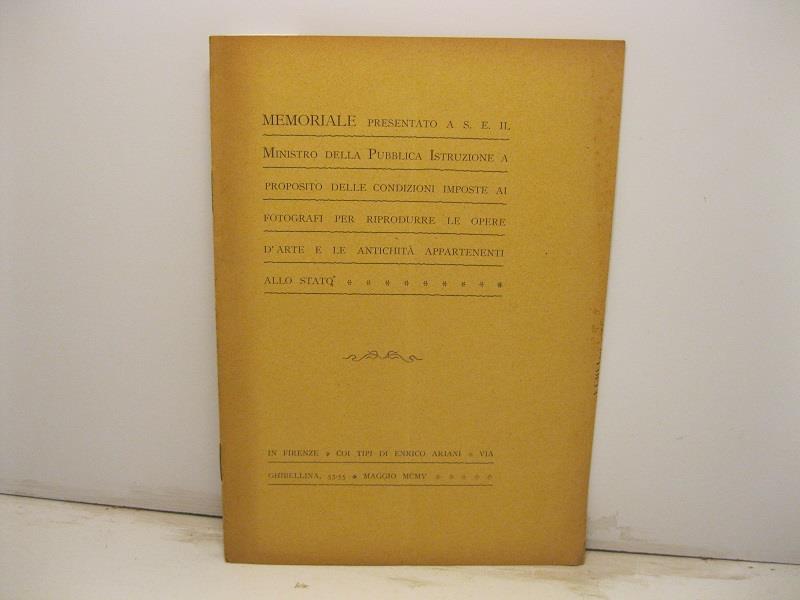 MEMORIALE PRESENTATO A S. E. IL
MINISTRO DELLA PUBBLICA ISTRUZIONE A
PROPOSITO DELLE CONDIZIONI IMPOSTE AI
FOTOGRAFI PER RIPRODURRE LE OPERE
D'ARTE E LE ANTICHITÀ APPARTENENTI
ALLO STATO
IN FIRENZE * COI TIPI DI ENRICO ARIANI * VIA
GHIBELLINA, 53-55 * MAGGIO MCMV